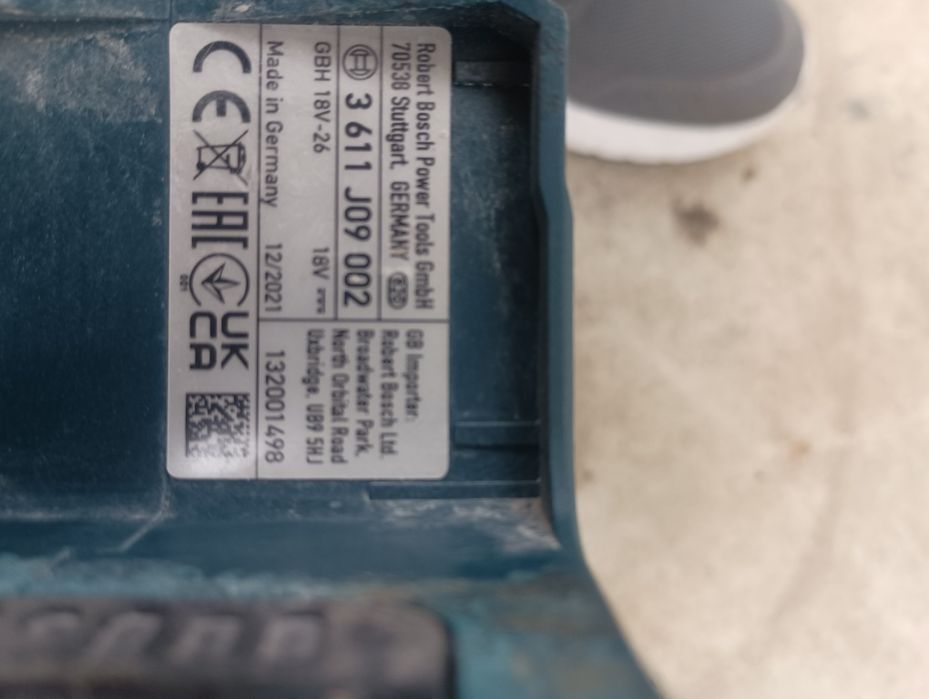 Robert Bosch Power Tools GmbH
70538 Stuttgart, GERMANY
3 611 J09 002
GBH 18V-26 18V
Made in Germany 12/2021
GB Importer:
Robert Bosch Ltd.
Broadwater Park,
North Orbital Road
Uxbridge, UB9 5HJ
132001498
CE
EAC
001
UK
CA